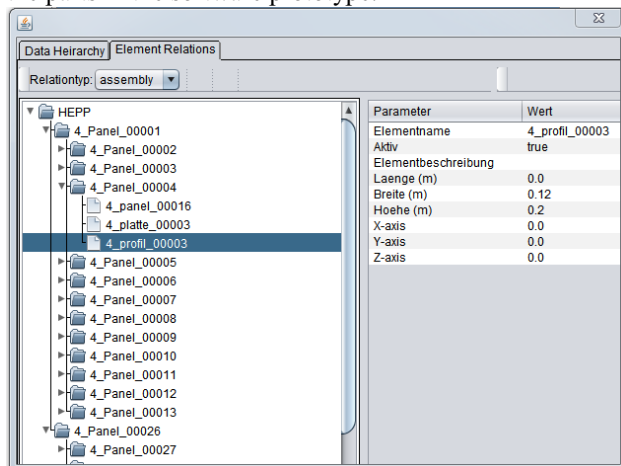 Data Heirarchy Element Relations
Relationtyp: assembly
HEPP
4_Panel_00001
4_Panel_00002
4_Panel_00003
4_Panel_00004
4_panel_00016
4_platte_00003
4_profil_00003
4_Panel_00005
4_Panel_00006
4_Panel_00007
4_Panel_00008
4_Panel_00009
4_Panel_00010
4_Panel_00011
4_Panel_00012
4_Panel_00013
4_Panel_00026
4_Panel_00027
Parameter Wert
Elementname 4_profil_00003
Aktiv true
Elementbeschreibung
Laenge (m) 0.0
Breite (m) 0.12
Hoehe (m) 0.2
X-axis 0.0
Y-axis 0.0
Z-axis 0.0